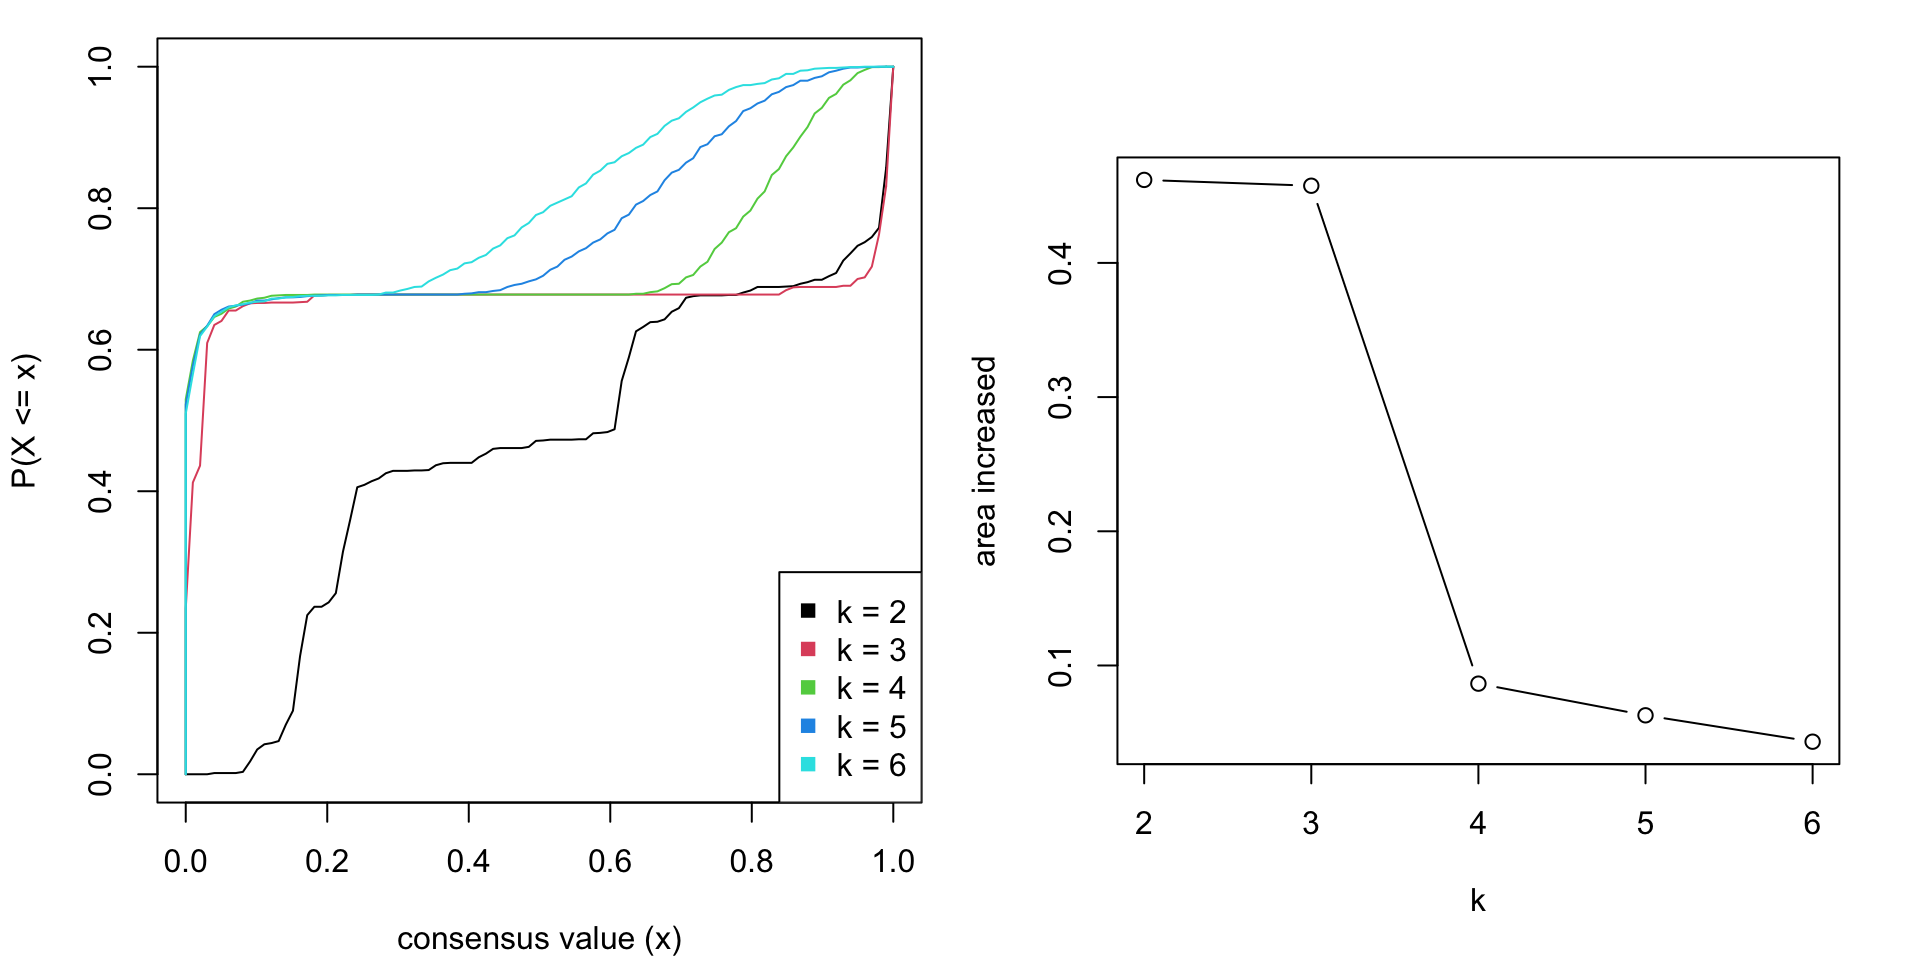 P(X <= x)
1.0
0.8
0.6
0.4
0.2
0.0
0.0 0.2 0.4 0.6 0.8 1.0
consensus value (x)
k = 2
k = 3
k = 4
k = 5
k = 6
area increased
0.4
0.3
0.2
0.1
2 3 4 5 6
k